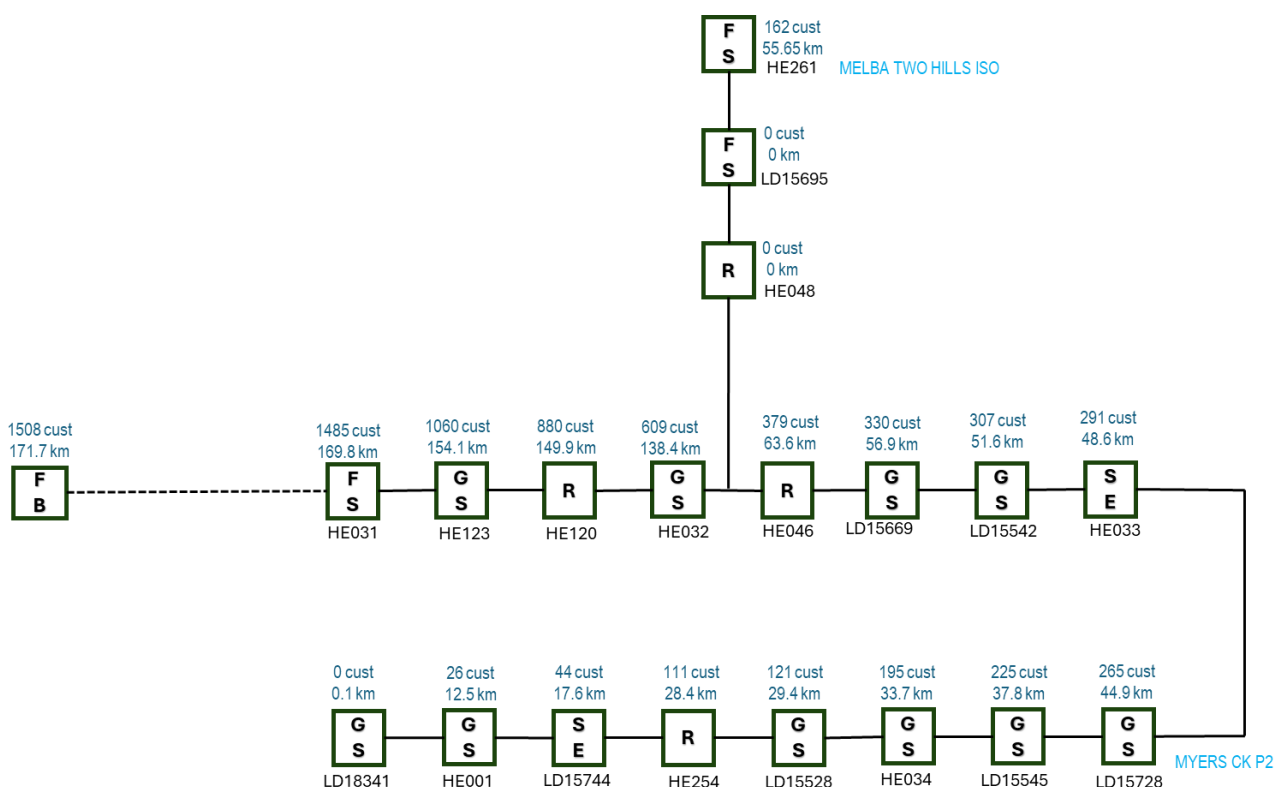 F
S
162 cust
55.65 km
HE261
MELBA TWO HILLS ISO
F
S
0 cust
0 km
LD15695
R
0 cust
0 km
HE048
1508 cust
171.7 km
F
B
1485 cust
169.8 km
F
S
HE031
1060 cust
154.1 km
G
S
HE123
880 cust
149.9 km
R
HE120
609 cust
138.4 km
G
S
HE032
379 cust
63.6 km
R
HE046
330 cust
56.9 km
G
S
LD15669
307 cust
51.6 km
G
S
LD15542
291 cust
48.6 km
S
E
HE033
0 cust
0.1 km
G
S
LD18341
26 cust
12.5 km
G
S
HE001
44 cust
17.6 km
S
E
LD15744
111 cust
28.4 km
R
HE254
121 cust
29.4 km
G
S
LD15528
195 cust
33.7 km
G
S
HE034
225 cust
37.8 km
G
S
LD15545
265 cust
44.9 km
G
S
LD15728
MYERS CK P2